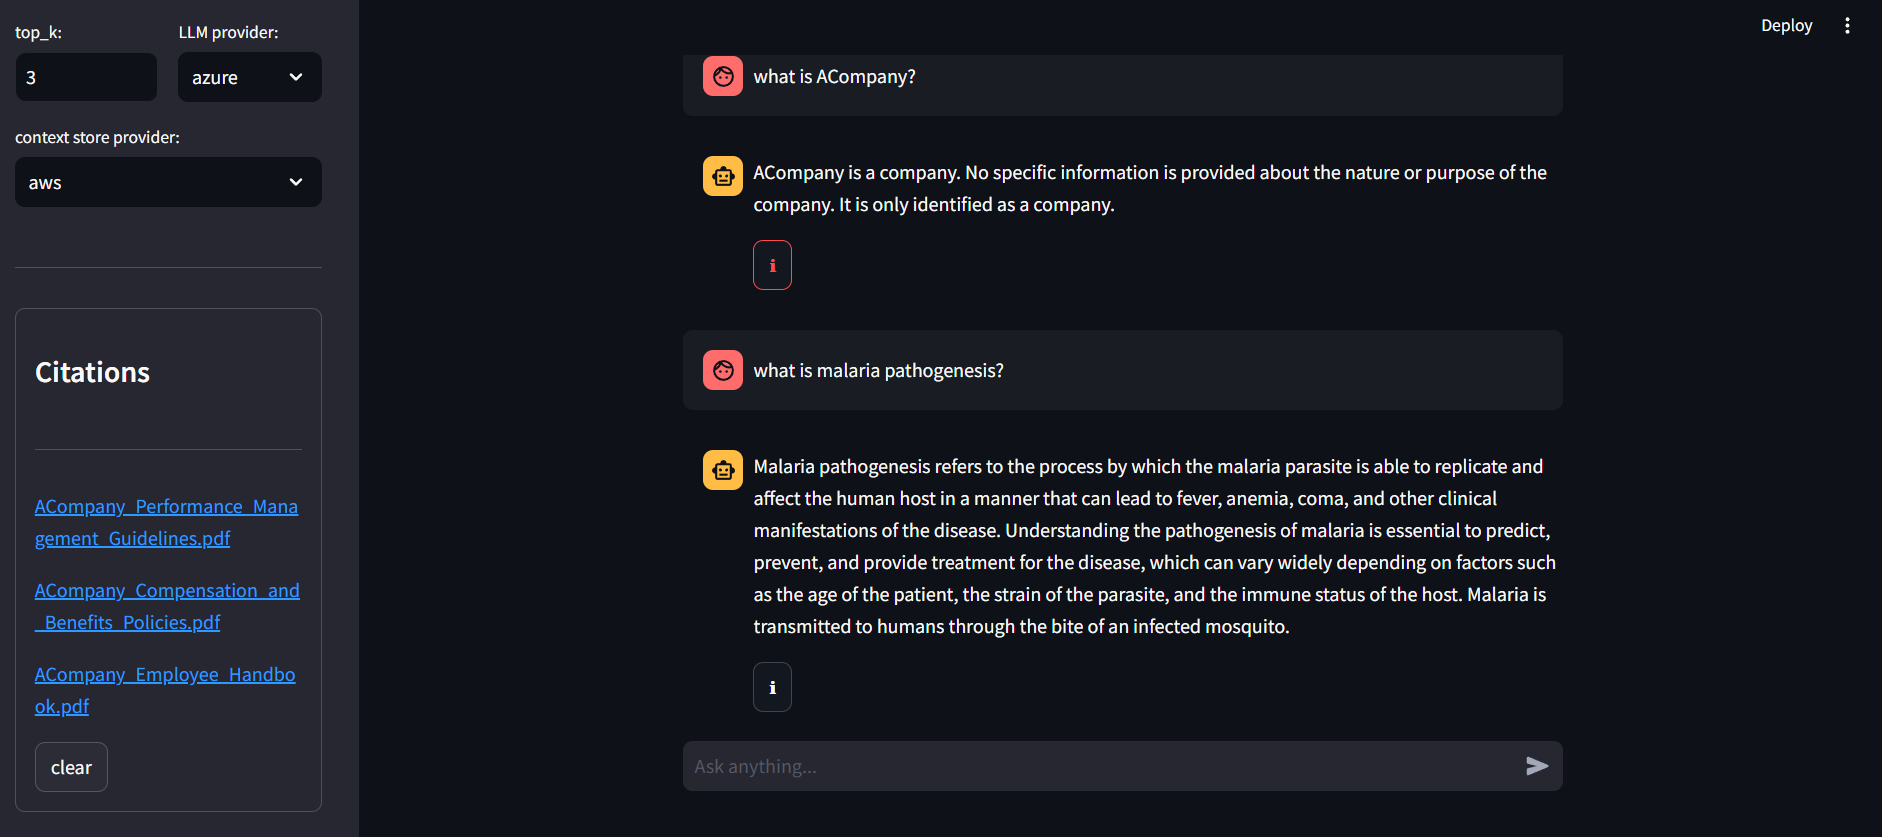 top_k:
LLM provider:
3
azure
context store provider:
aws
Citations
ACompany_Performance_Mana
gement_Guidelines.pdf
ACompany_Compensation_and
_Benefits_Policies.pdf
ACompany_Employee_Handbo
ok.pdf
clear
Deploy
what is ACompany?
ACompany is a company. No specific information is provided about the nature or purpose of the
company. It is only identified as a company.
i
what is malaria pathogenesis?
Malaria pathogenesis refers to the process by which the malaria parasite is able to replicate and
affect the human host in a manner that can lead to fever, anemia, coma, and other clinical
manifestations of the disease. Understanding the pathogenesis of malaria is essential to predict,
prevent, and provide treatment for the disease, which can vary widely depending on factors such
as the age of the patient, the strain of the parasite, and the immune status of the host. Malaria is
transmitted to humans through the bite of an infected mosquito.
i
Ask anything...